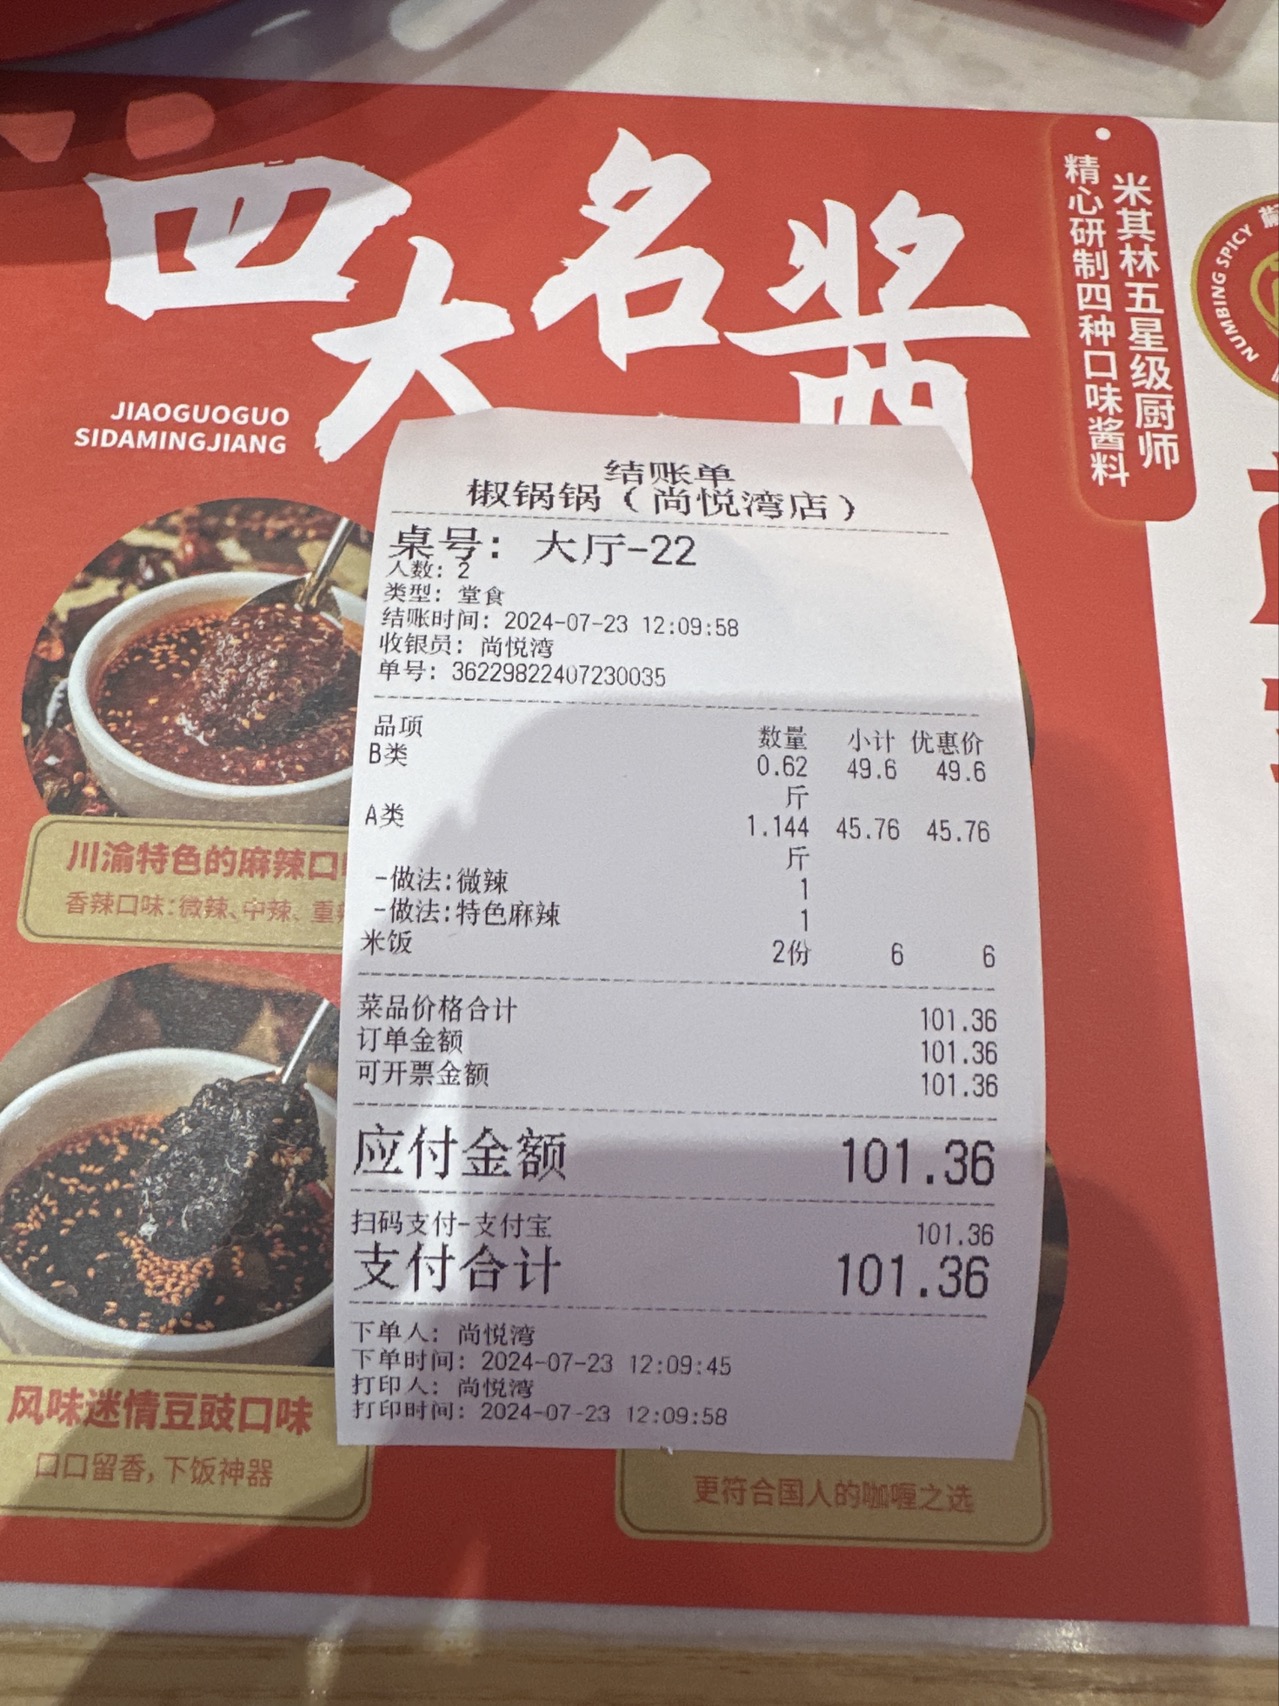 四大名酱
JIAOGUOGUO
SIDAMINGJIANG
米其林五星级厨师
精心研制四种口味酱料
NUMBING SPICY
结账单
椒锅锅（尚悦湾店）
桌号: 大厅-22
人数: 2
类型: 堂食
结账时间: 2024-07-23 12:09:58
收银员: 尚悦湾
单号: 36229822407230035
品项 数量 小计 优惠价
B类 0.62 49.6 49.6
斤
A类 1.144 45.76 45.76
斤
-做法:微辣 1
-做法:特色麻辣 1
米饭 2份 6 6
菜品价格合计 101.36
订单金额 101.36
可开票金额 101.36
应付金额 101.36
扫码支付-支付宝 101.36
支付合计 101.36
下单人: 尚悦湾
下单时间: 2024-07-23 12:09:45
打印人: 尚悦湾
打印时间: 2024-07-23 12:09:58
川渝特色的麻辣口
香辣口味:微辣、中辣、重
风味迷情豆豉口味
口口留香,下饭神器
更符合国人的咖喱之选